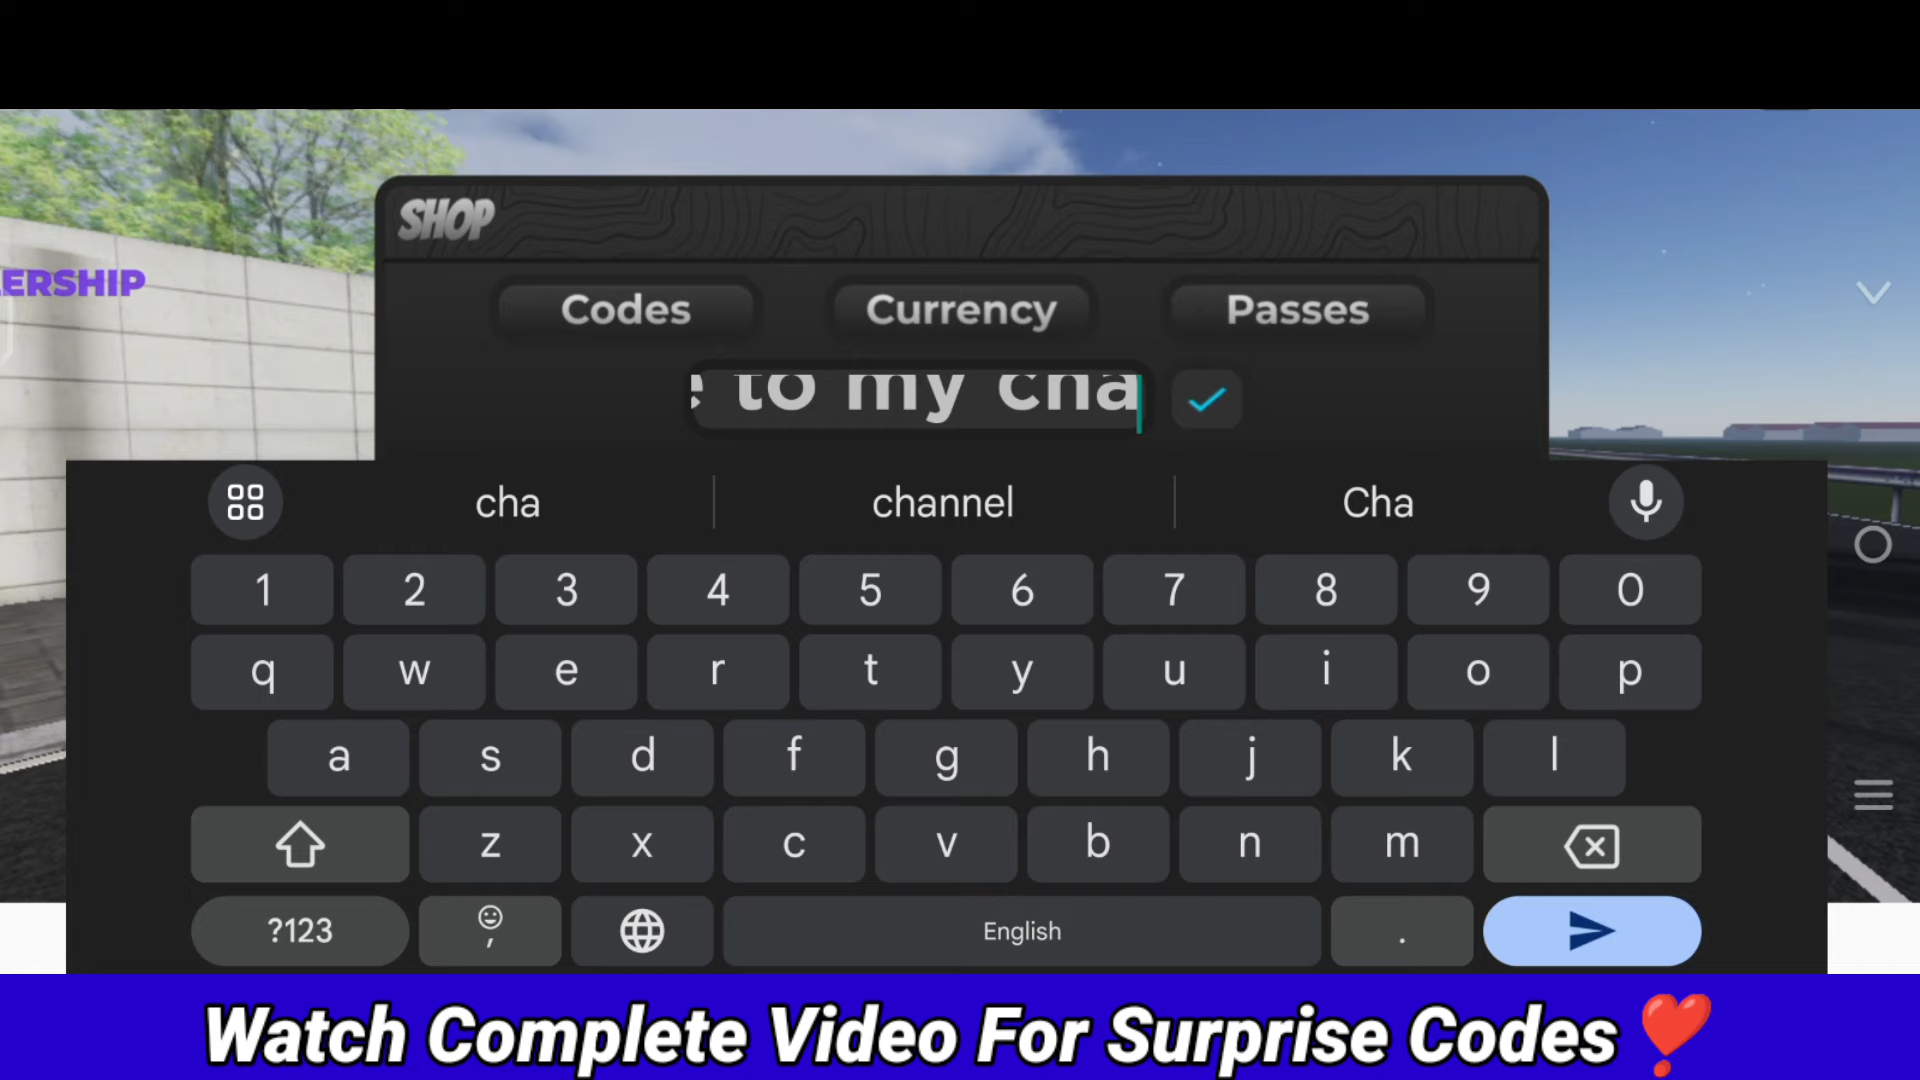 SHOP
ERSHIP
Codes Currency Passes
to my cha
cha channel Cha
1 2 3 4 5 6 7 8 9 0
q w e r t y u i o p
a s d f g h j k l
z x c v b n m
?123 , English .
Watch Complete Video For Surprise Codes ❣️